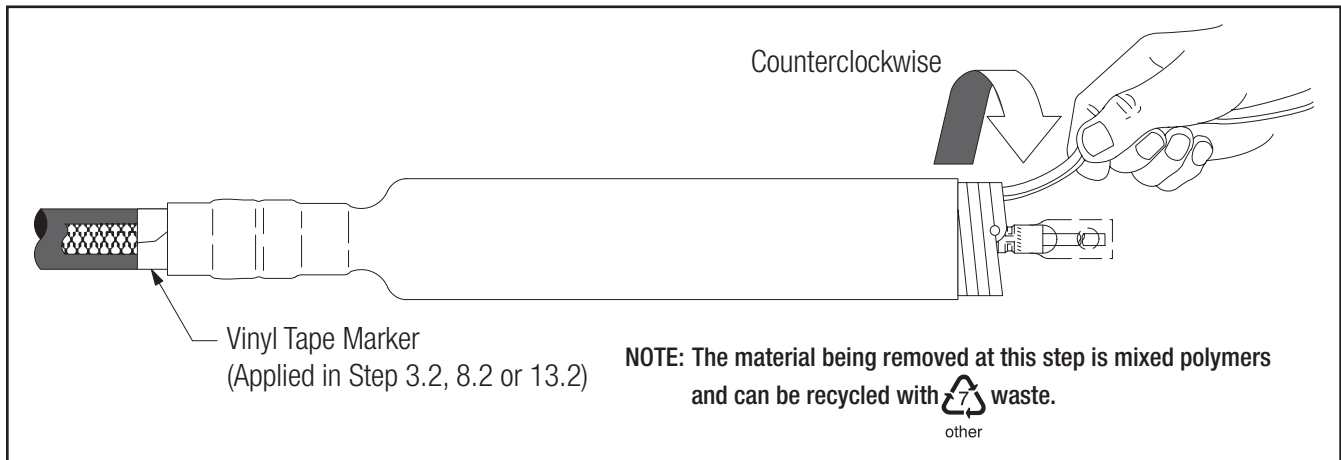 Counterclockwise
Vinyl Tape Marker
(Applied in Step 3.2, 8.2 or 13.2)
NOTE: The material being removed at this step is mixed polymers
and can be recycled with 7 waste.
other